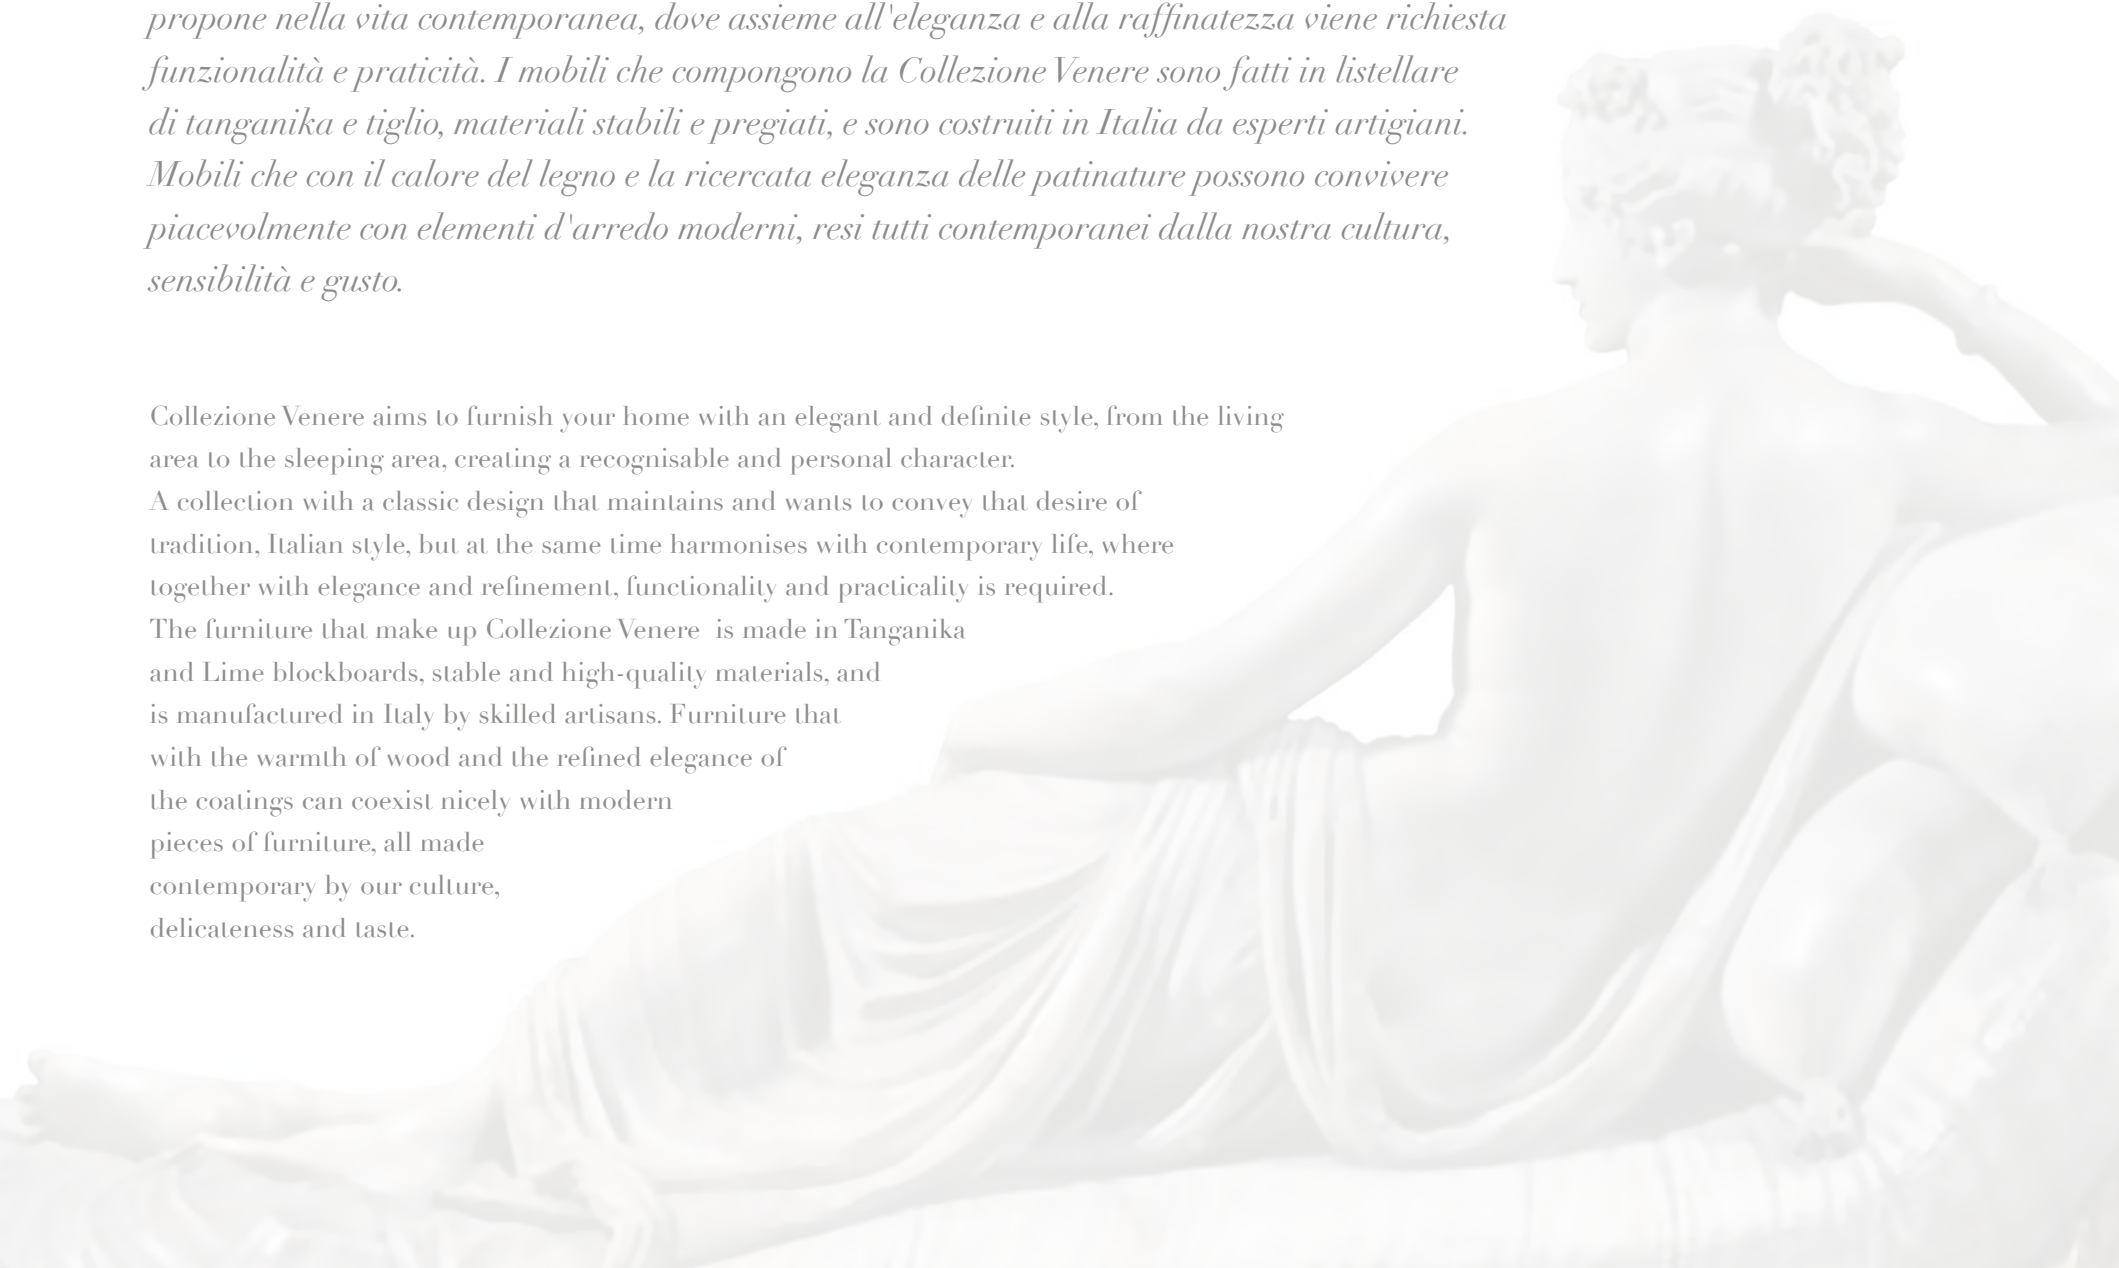 propone nella vita contemporanea, dove assieme all'eleganza e alla raffinatezza viene richiesta
funzionalità e praticità. I mobili che compongono la Collezione Venere sono fatti in listellare
di tanganika e tiglio, materiali stabili e pregiati, e sono costruiti in Italia da esperti artigiani.
Mobili che con il calore del legno e la ricercata eleganza delle patinature possono convivere
piacevolmente con elementi d'arredo moderni, resi tutti contemporanei dalla nostra cultura,
sensibilità e gusto.
Collezione Venere aims to furnish your home with an elegant and definite style, from the living
area to the sleeping area, creating a recognisable and personal character.
A collection with a classic design that maintains and wants to convey that desire of
tradition, Italian style, but at the same time harmonises with contemporary life, where
together with elegance and refinement, functionality and practicality is required.
The furniture that make up Collezione Venere  is made in Tanganika
and Lime blockboards, stable and high-quality materials, and
is manufactured in Italy by skilled artisans. Furniture that
with the warmth of wood and the refined elegance of
the coatings can coexist nicely with modern
pieces of furniture, all made
contemporary by our culture,
delicateness and taste.